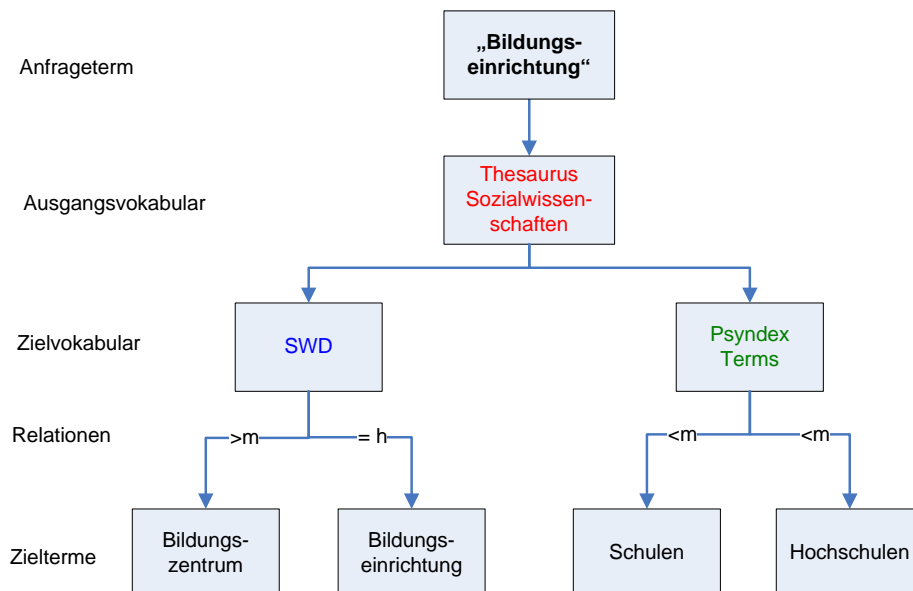 Anfrageterm
„Bildungs-
einrichtung“
Ausgangsvokabular
Thesaurus
Sozialwissen-
schaften
Zielvokabular
SWD
Psyndex
Terms
Relationen
>m
= h
<m
<m
Zielterme
Bildungs-
zentrum
Bildungs-
einrichtung
Schulen
Hochschulen